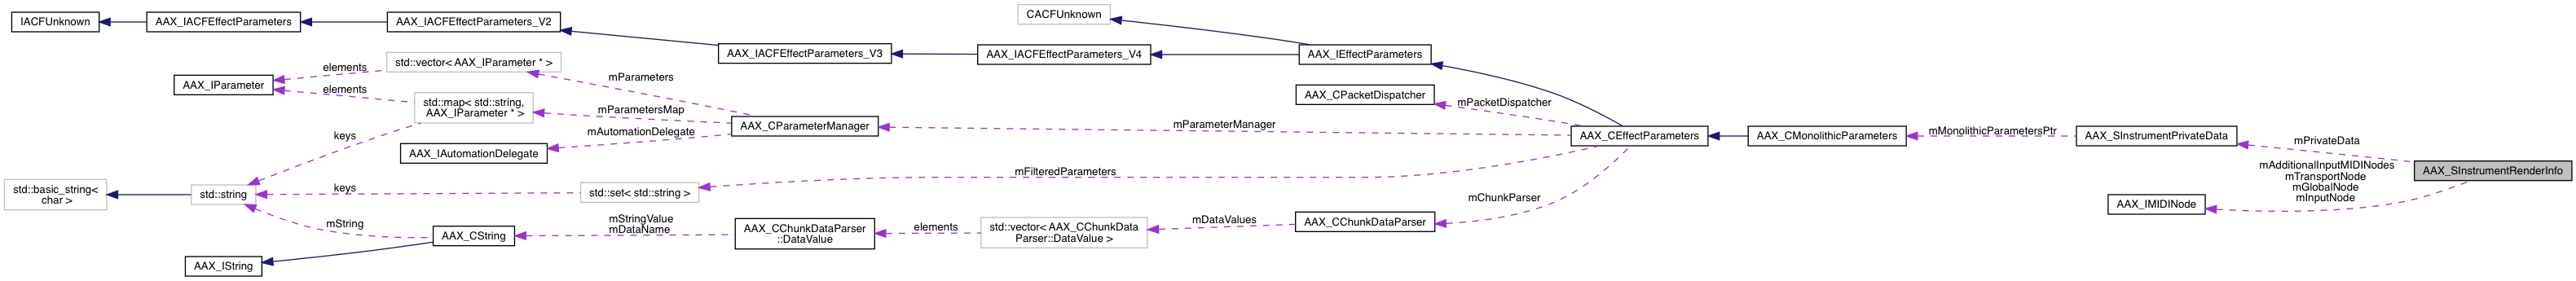 IACFUnknown
AAX_IACFEffectParameters
AAX_IACFEffectParameters_V2
CACFUnknown
AAX_IACFEffectParameters_V3
AAX_IACFEffectParameters_V4
AAX_IEffectParameters
std::vector< AAX_IParameter * >
elements
mParameters
AAX_IParameter
elements
std::map< std::string,
AAX_IParameter * >
mParametersMap
AAX_CPacketDispatcher
mPacketDispatcher
keys
mAutomationDelegate
AAX_CParameterManager
mParameterManager
AAX_CEffectParameters
AAX_CMonolithicParameters
mMonolithicParametersPtr
AAX_SInstrumentPrivateData
mPrivateData
AAX_IAutomationDelegate
mAdditionalInputMIDINodes
mTransportNode
mGlobalNode
mInputNode
AAX_SInstrumentRenderInfo
mFilteredParameters
std::basic_string<
char >
std::string
keys
std::set< std::string >
mChunkParser
AAX_IMIDINode
mString
AAX_CString
mStringValue
mDataName
AAX_CChunkDataParser
::DataValue
elements
std::vector< AAX_CChunkData
Parser::DataValue >
mDataValues
AAX_CChunkDataParser
AAX_IString